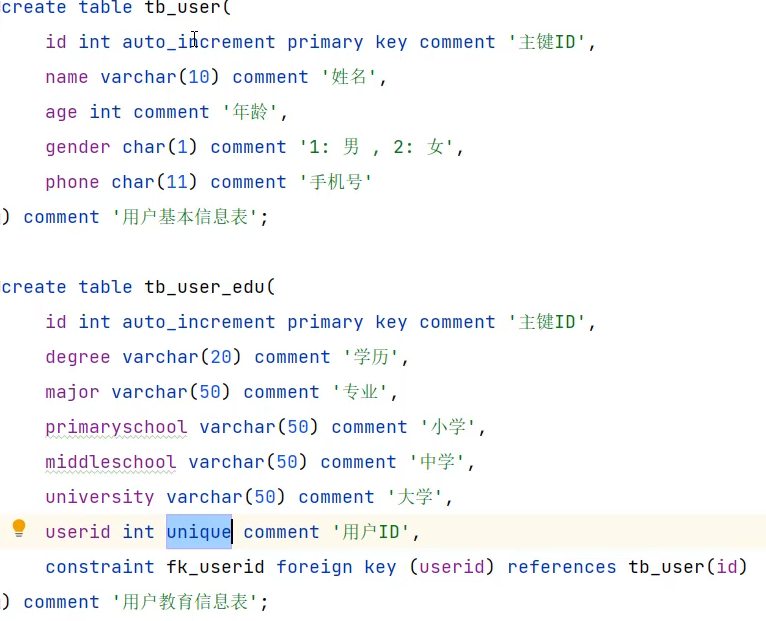 create table tb_user(
    id int auto_increment primary key comment '主键ID',
    name varchar(10) comment '姓名',
    age int comment '年龄',
    gender char(1) comment '1: 男 , 2: 女',
    phone char(11) comment '手机号'
) comment '用户基本信息表';
create table tb_user_edu(
    id int auto_increment primary key comment '主键ID',
    degree varchar(20) comment '学历',
    major varchar(50) comment '专业',
    primaryschool varchar(50) comment '小学',
    middleschool varchar(50) comment '中学',
    university varchar(50) comment '大学',
    userid int unique comment '用户ID',
    constraint fk_userid foreign key (userid) references tb_user(id)
) comment '用户教育信息表';